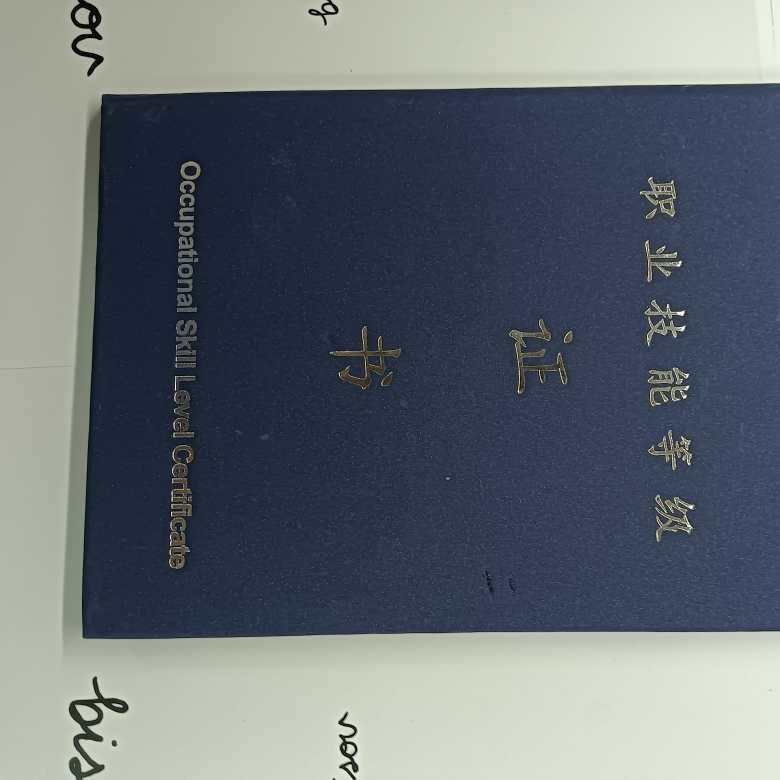 职业技能等级
证
书
Occupational Skill Level Certificate